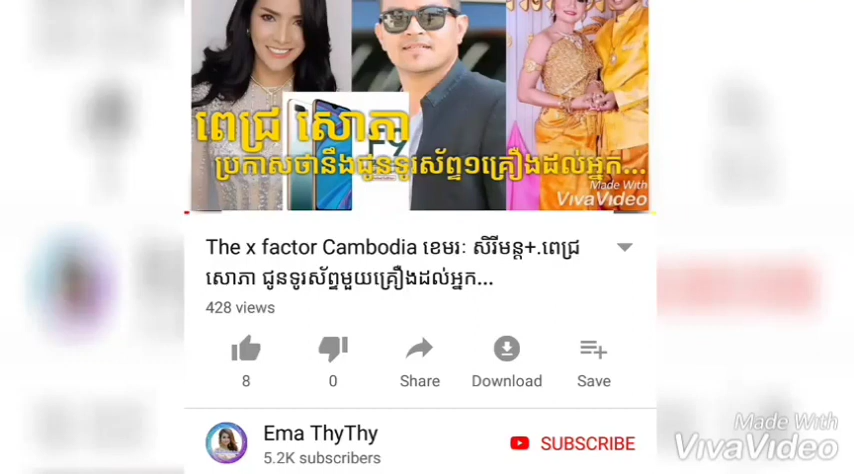 ពេជ្រ សោភា
ប្រកាសថានឹងជូនទូរស័ព្ទ១គ្រឿងដល់អ្នក...
Made With
VivaVideo
The x factor Cambodia ខេមរៈ សិរីមន្ត+.ពេជ្រ
សោភា ជូនទូរស័ព្ទមួយគ្រឿងដល់អ្នក...
428 views
8
0
Share
Download
Save
Ema ThyThy
SUBSCRIBE
5.2K subscribers
Made With
VivaVideo